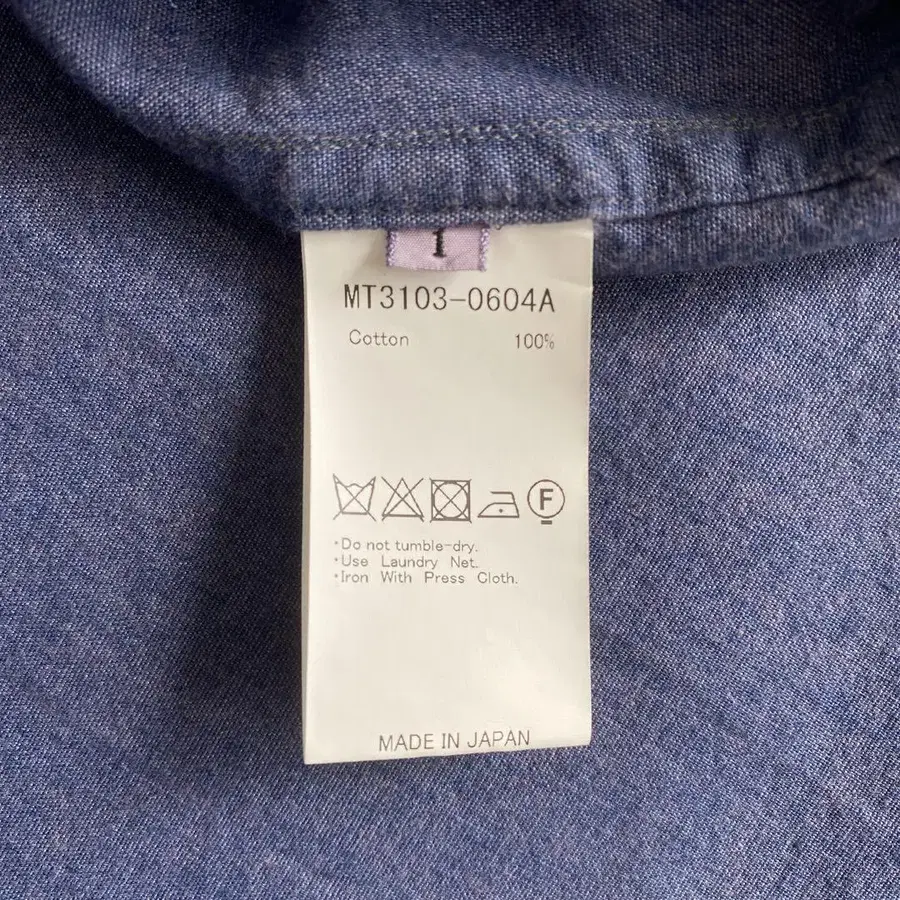 1
MT3103-0604A
Cotton 100%
F
・Do not tumble-dry.
・Use Laundry Net.
・Iron With Press Cloth.
MADE IN JAPAN